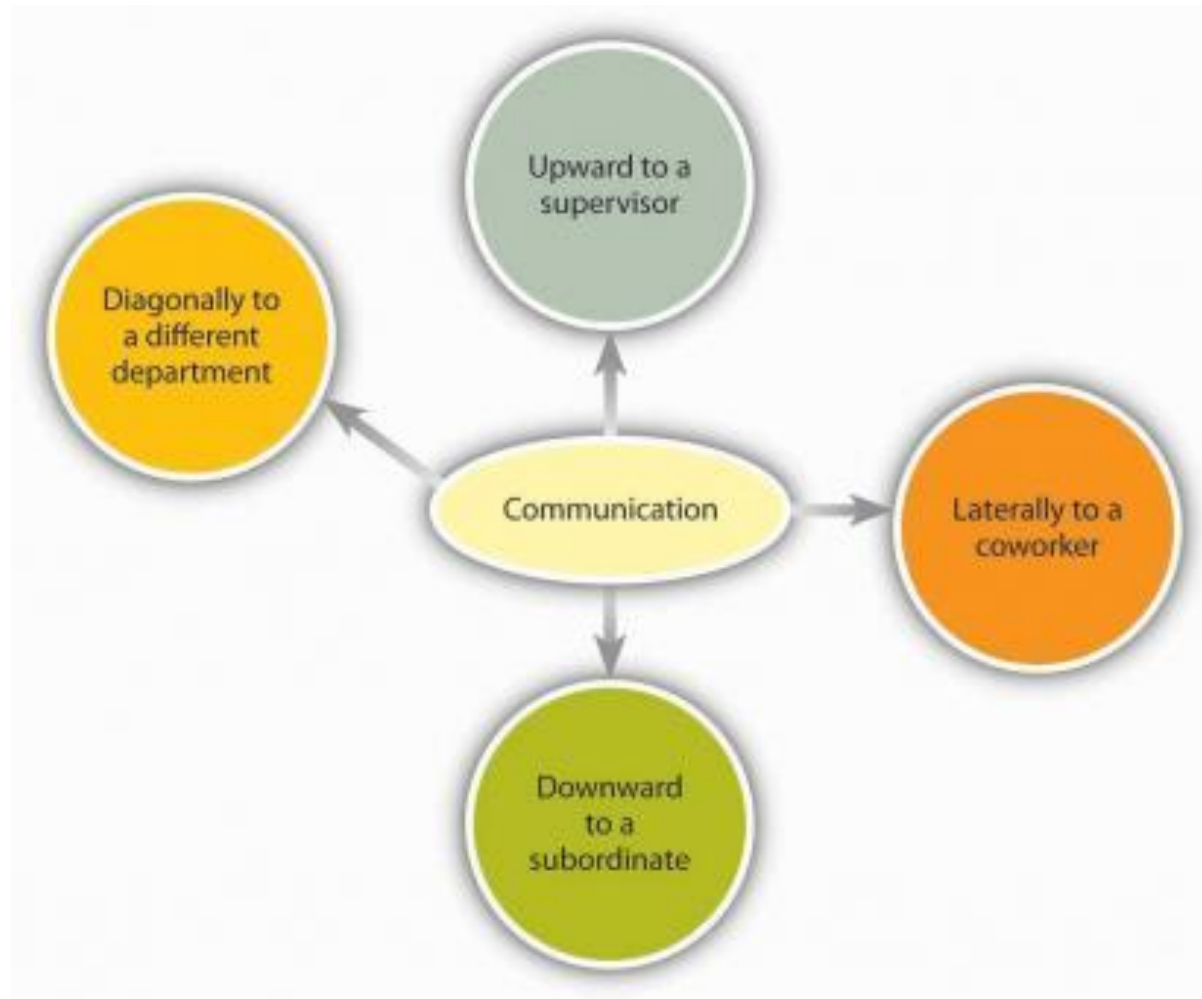 Upward to a
supervisor
Diagonally to
a different
department
Communication
Laterally to a
coworker
Downward
to a
subordinate